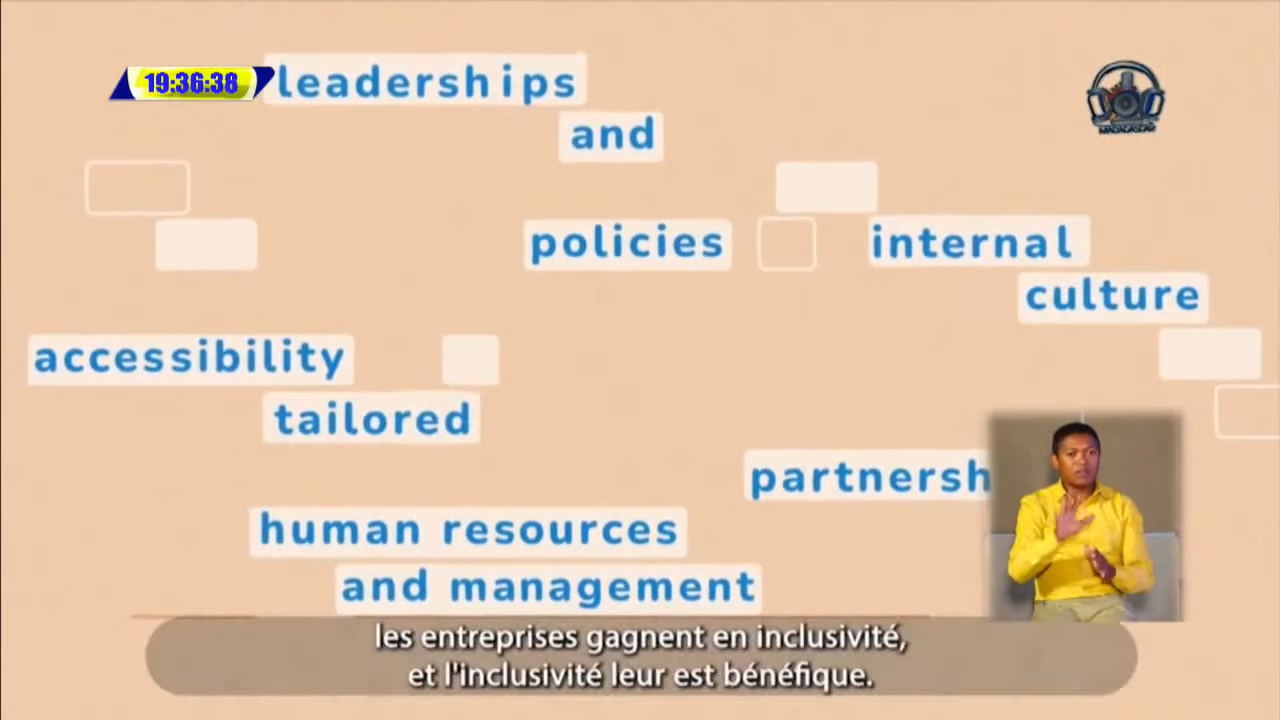 19:36:38
leaderships
and
MADAGASCAR
policies
internal
culture
accessibility
tailored
partnersh
human resources
and management
les entreprises gagnent en inclusivité,
et l'inclusivité leur est bénéfique.